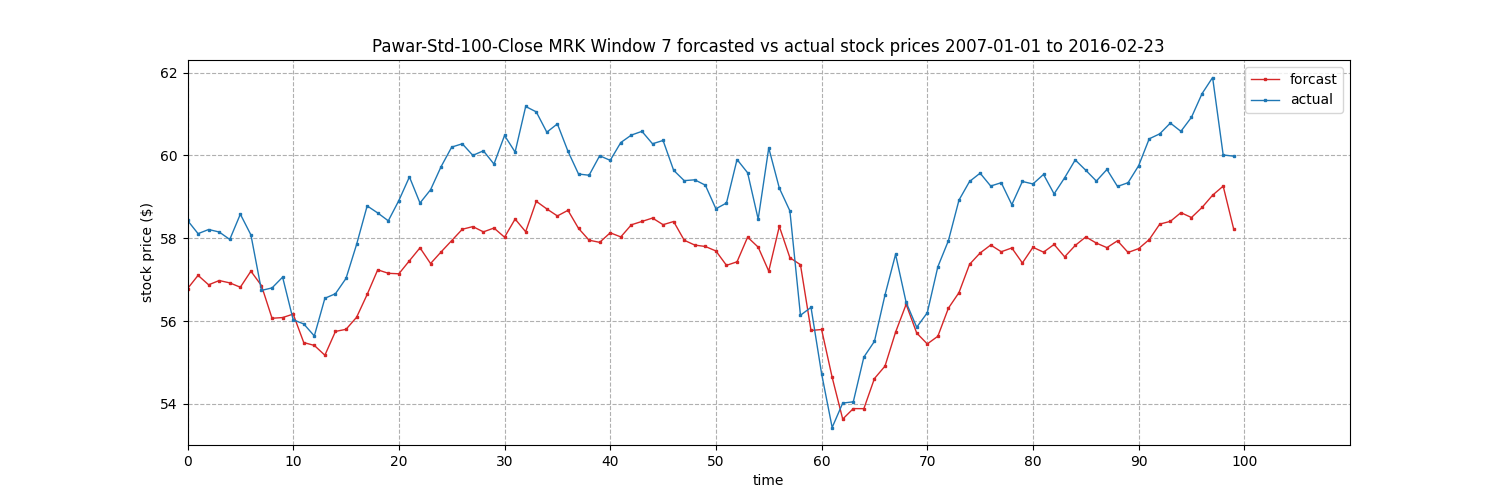 Pawar-Std-100-Close MRK Window 7 forcasted vs actual stock prices 2007-01-01 to 2016-02-23
forcast
actual
stock price ($)
62
60
58
56
54
0 10 20 30 40 50 60 70 80 90 100
time